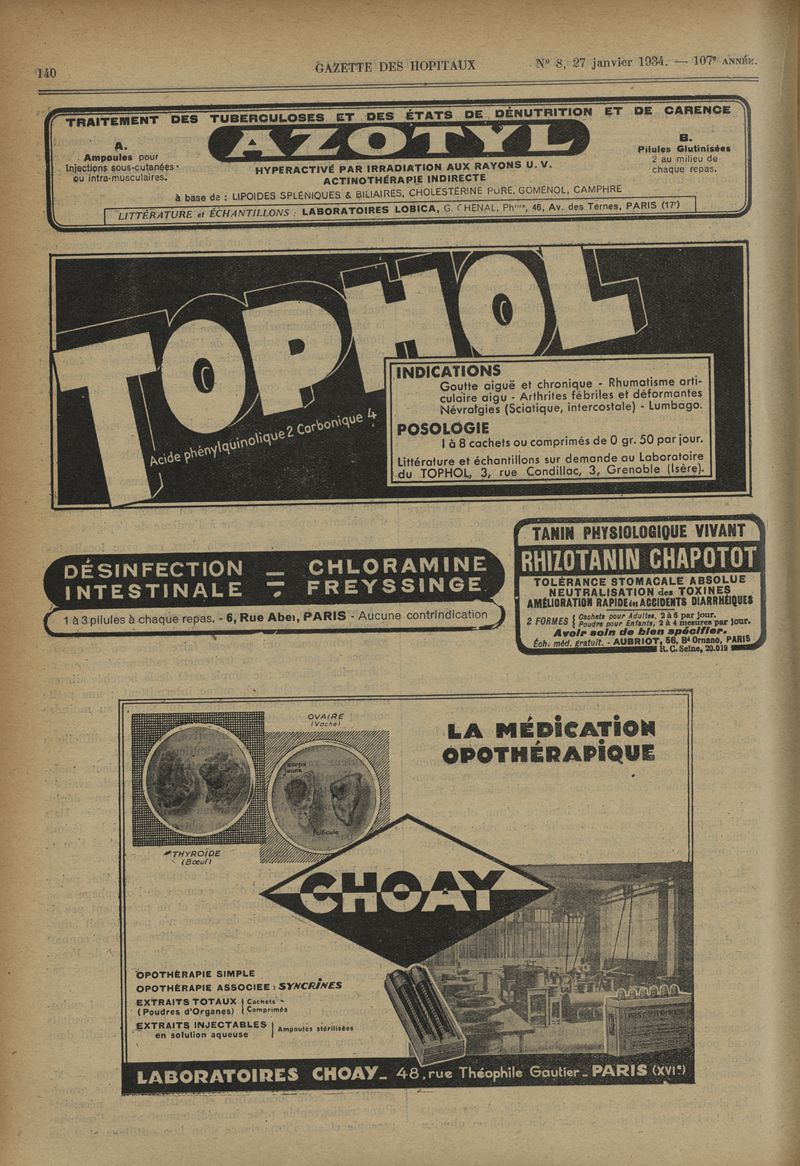 140
GAZETTE DES HOPITAUX
N° 8, 27 janvier 1934. — 107e ANNÉE.
TRAITEMENT DES TUBERCULOSES ET DES ÉTATS DE DÉNUTRITION ET DE CARENCE
AZOTYL
A.
Ampoules pour
Injections sous-cutanées
ou intra-musculaires.
B.
Pilules Glutinisées
2 au milieu de
chaque repas.
HYPERACTIVÉ PAR IRRADIATION AUX RAYONS U. V.
ACTINOTHÉRAPIE INDIRECTE
à base de : LIPOIDES SPLÉNIQUES & BILIAIRES, CHOLESTÉRINE PURE, GOMÉNOL, CAMPHRE
LITTÉRATURE et ÉCHANTILLONS : LABORATOIRES LOBICA, G. CHENAL, Phcien, 46, Av. des Ternes, PARIS (17e)
TOPHOL
Acide phénylquinolique 2 Carbonique 4
INDICATIONS
Goutte aiguë et chronique - Rhumatisme arti-
culaire aigu - Arthrites fébriles et déformantes
Névralgies (Sciatique, intercostale) - Lumbago.
POSOLOGIE
1 à 8 cachets ou comprimés de 0 gr. 50 par jour.
Littérature et échantillons sur demande au Laboratoire
du TOPHOL, 3, rue Condillac, 3, Grenoble (Isère).
DÉSINFECTION
INTESTINALE
CHLORAMINE
FREYSSINGE
1 à 3 pilules à chaque repas. - 6, Rue Abel, PARIS - Aucune contrindication
TANIN PHYSIOLOGIQUE VIVANT
RHIZOTANIN CHAPOTOT
TOLÉRANCE STOMACALE ABSOLUE
NEUTRALISATION des TOXINES
AMÉLIORATION RAPIDE des ACCIDENTS DIARRHÉIQUES
2 FORMES { Cachets pour Adultes, 2 à 6 par jour.
{ Poudre pour Enfants, 2 à 4 mesures par jour.
Avoir soin de bien spécifier.
Éch. méd. gratuit. - AUBRIOT, 56, Bd Ornano, PARIS
R. C. Seine, 20.019
OVAIRE
(Vache)
corps
jaune
follicule
THYROÏDE
(Bœuf)
LA MÉDICATION
OPOTHÉRAPIQUE
CHOAY
OPOTHÉRAPIE SIMPLE
OPOTHÉRAPIE ASSOCIEE : SYNCRINES
EXTRAITS TOTAUX { Cachets
(Poudres d'Organes) { Comprimés
EXTRAITS INJECTABLES | Ampoules stérilisées
en solution aqueuse
LABORATOIRES CHOAY_ 48, rue Théophile Gautier_ PARIS (XVIe)